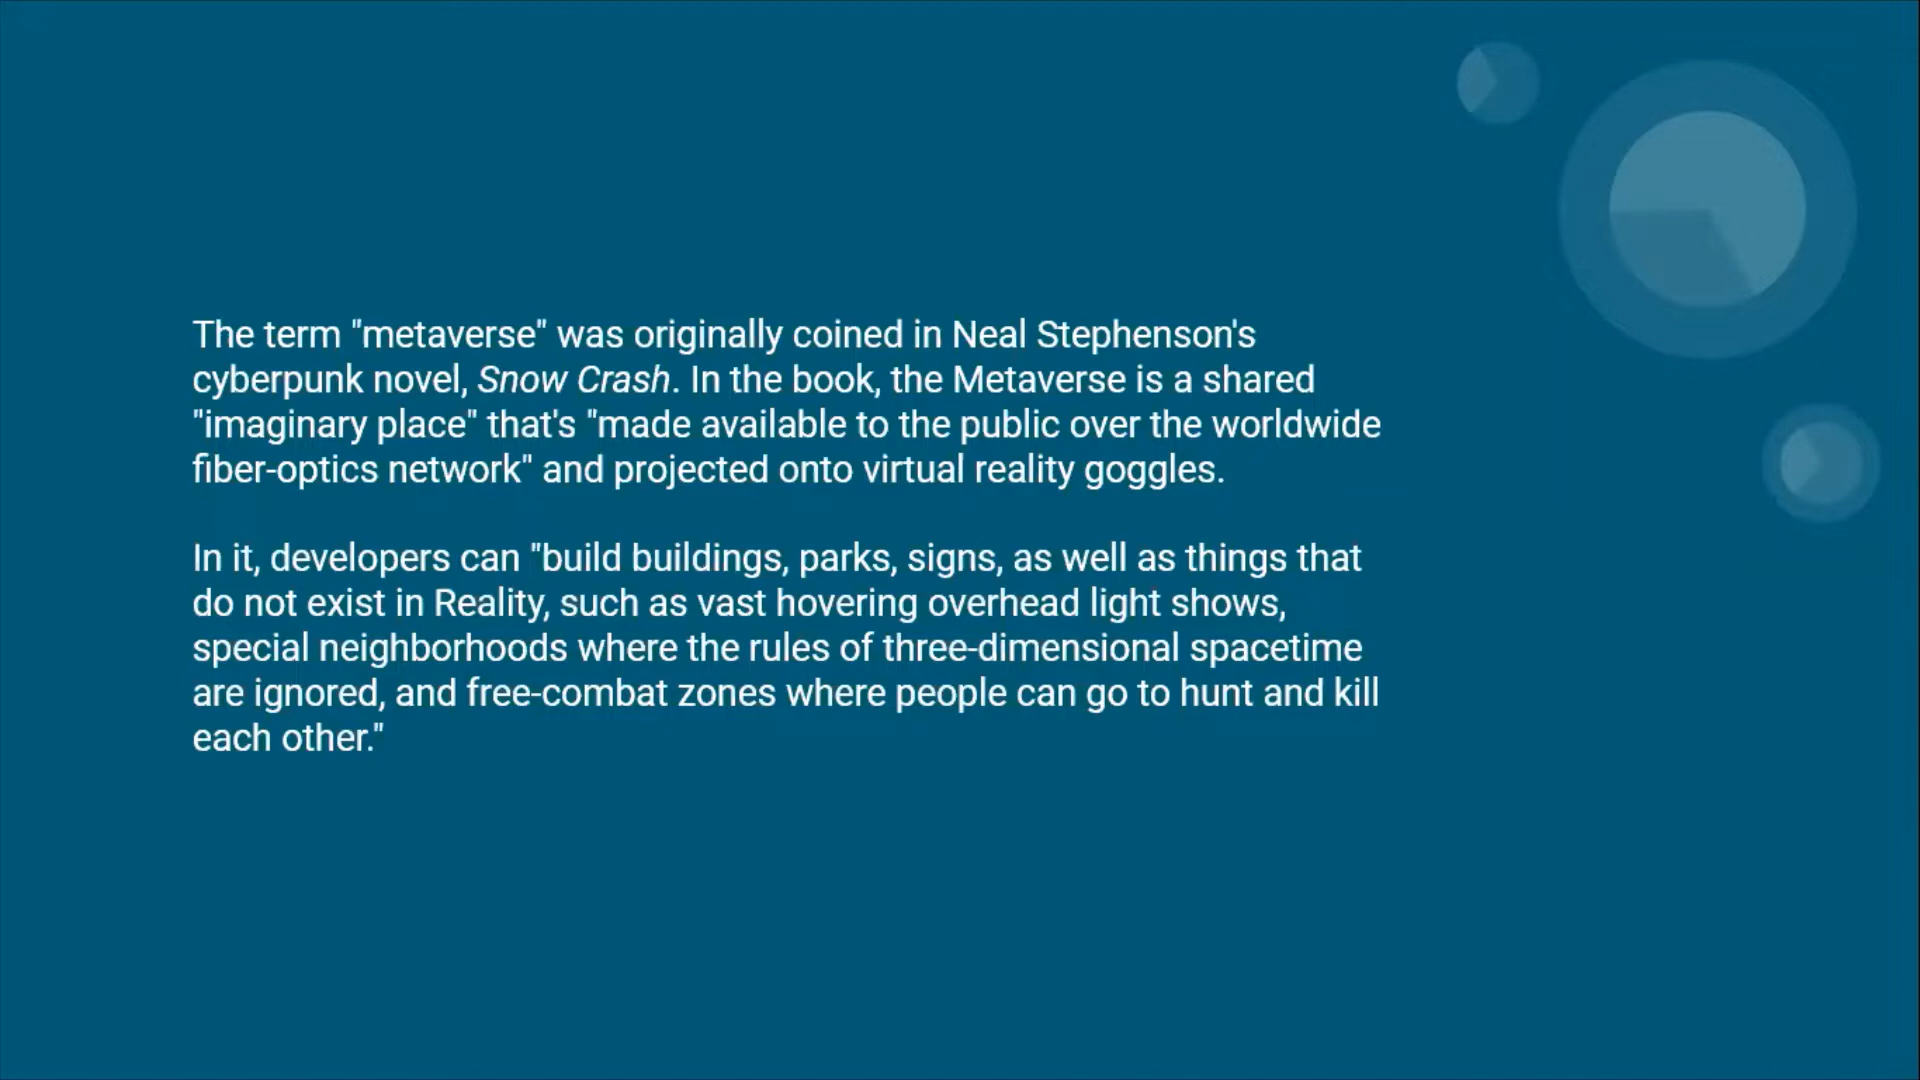 The term "metaverse" was originally coined in Neal Stephenson's
cyberpunk novel, Snow Crash. In the book, the Metaverse is a shared
"imaginary place" that's "made available to the public over the worldwide
fiber-optics network" and projected onto virtual reality goggles.
In it, developers can "build buildings, parks, signs, as well as things that
do not exist in Reality, such as vast hovering overhead light shows,
special neighborhoods where the rules of three-dimensional spacetime
are ignored, and free-combat zones where people can go to hunt and kill
each other."